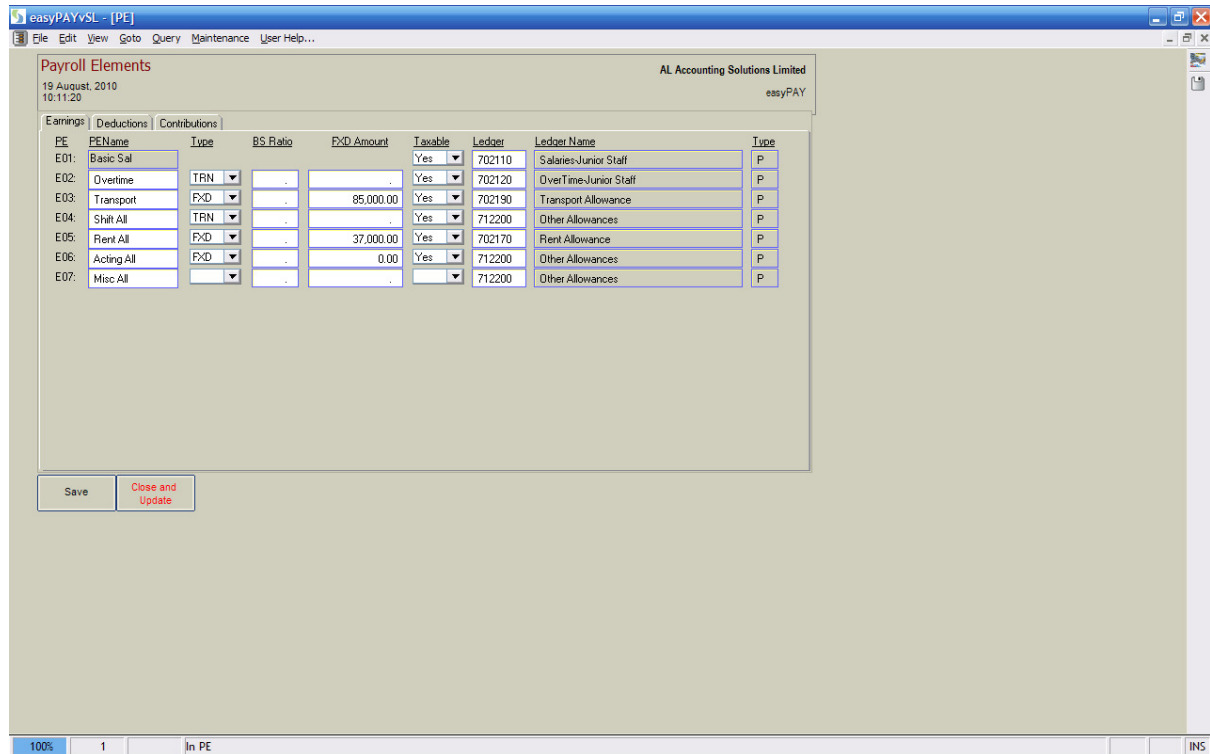 easyPAYvSL - [PE]
File Edit View Goto Query Maintenance User Help...
Payroll Elements
AL Accounting Solutions Limited
19 August, 2010
10:11:20
easyPAY
Earnings Deductions Contributions
PE PEName Type BS Ratio FXD Amount Taxable Ledger Ledger Name Type
E01: Basic Sal Yes 702110 Salaries-Junior Staff P
E02: Overtime TRN . . Yes 702120 OverTime-Junior Staff P
E03: Transport FXD . 85,000.00 Yes 702190 Transport Allowance P
E04: Shift All TRN . . Yes 712200 Other Allowances P
E05: Rent All FXD . 37,000.00 Yes 702170 Rent Allowance P
E06: Acting All FXD . 0.00 Yes 712200 Other Allowances P
E07: Misc All . . 712200 Other Allowances P
Save
Close and
Update
100% 1 In PE INS